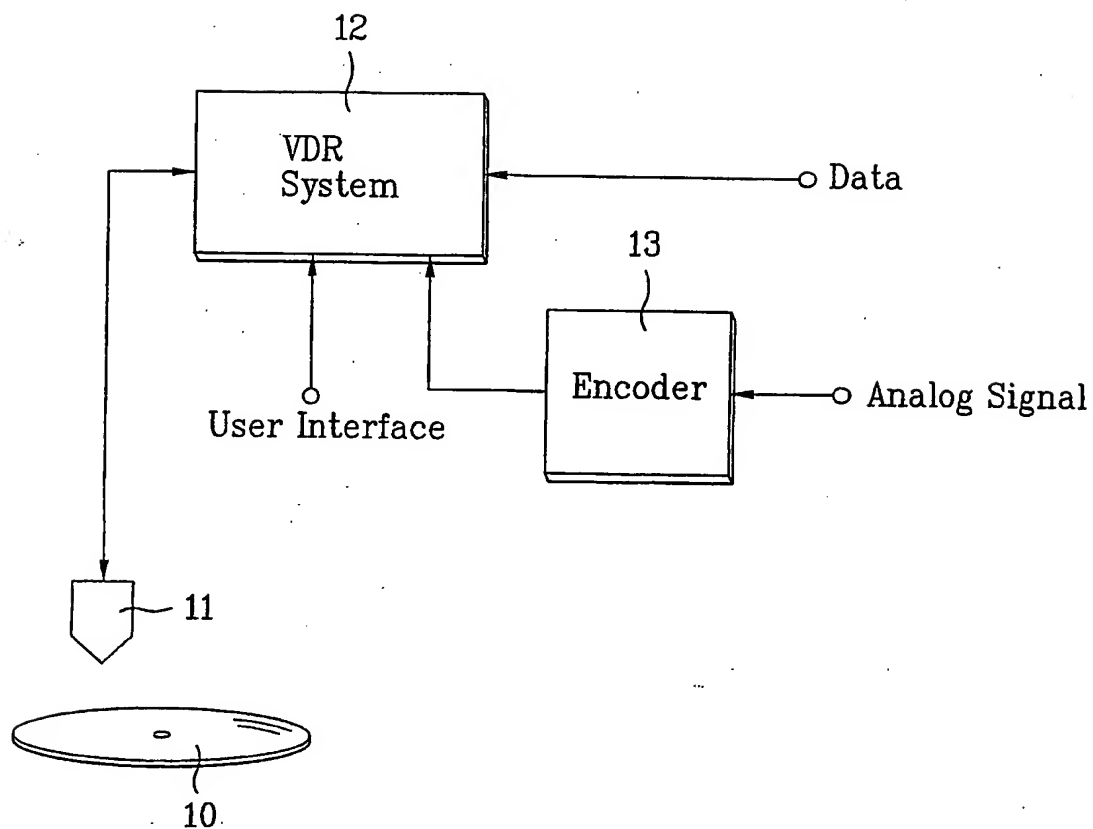 12
VDR
System
Data
13
Encoder
Analog Signal
User Interface
11
10